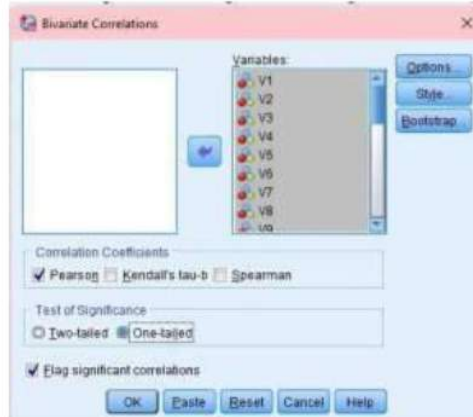 Bivariate Correlations
Variables:
V1
V2
V3
V4
V5
V6
V7
V8
V9
Options...
Style...
Bootstrap...
Correlation Coefficients
Pearson Kendall's tau-b Spearman
Test of Significance
Two-tailed One-tailed
Flag significant correlations
OK Paste Reset Cancel Help